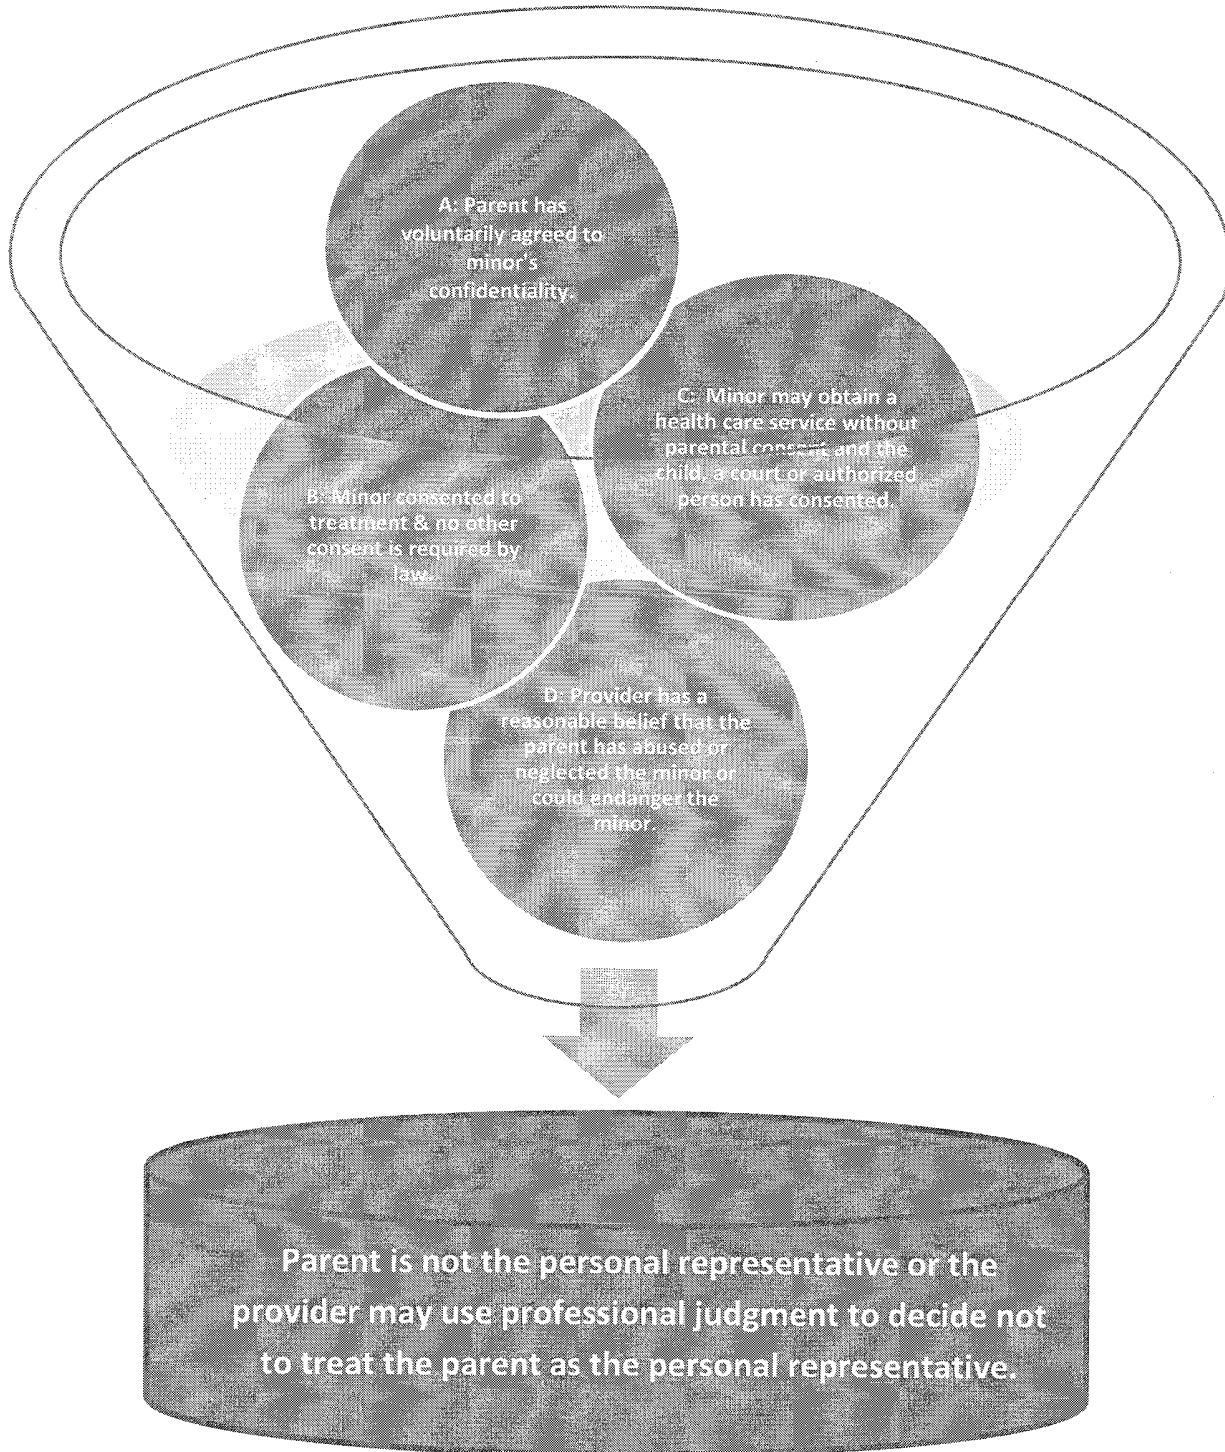 A: Parent has
voluntarily agreed to
minor's
confidentiality.
C: Minor may obtain a
health care service without
parental consent and the
child, a court or authorized
person has consented.
B: Minor consented to
treatment & no other
consent is required by
law.
D: Provider has a
reasonable belief that the
parent has abused or
neglected the minor or
could endanger the
minor.
Parent is not the personal representative or the
provider may use professional judgment to decide not
to treat the parent as the personal representative.